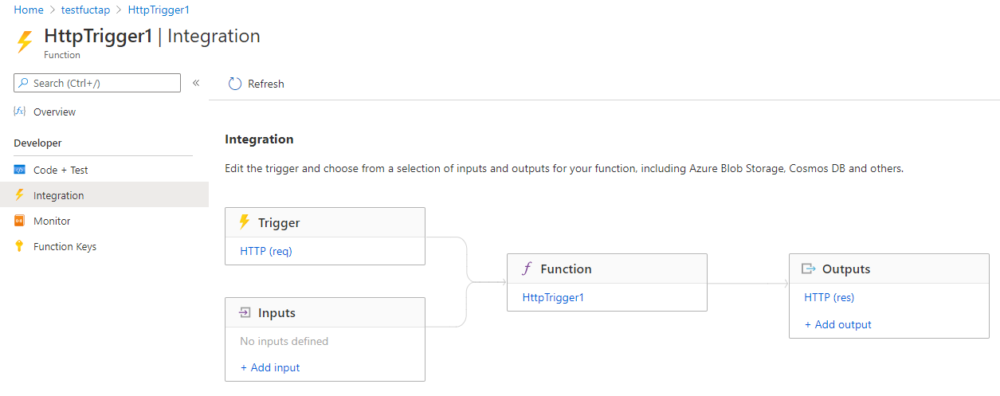 Home > testfuctap > HttpTrigger1
HttpTrigger1 | Integration
Function
Search (Ctrl+/)
«
Refresh
Overview
Developer
Code + Test
Integration
Monitor
Function Keys
Integration
Edit the trigger and choose from a selection of inputs and outputs for your function, including Azure Blob Storage, Cosmos DB and others.
Trigger
HTTP (req)
Inputs
No inputs defined
+ Add input
Function
HttpTrigger1
Outputs
HTTP (res)
+ Add output